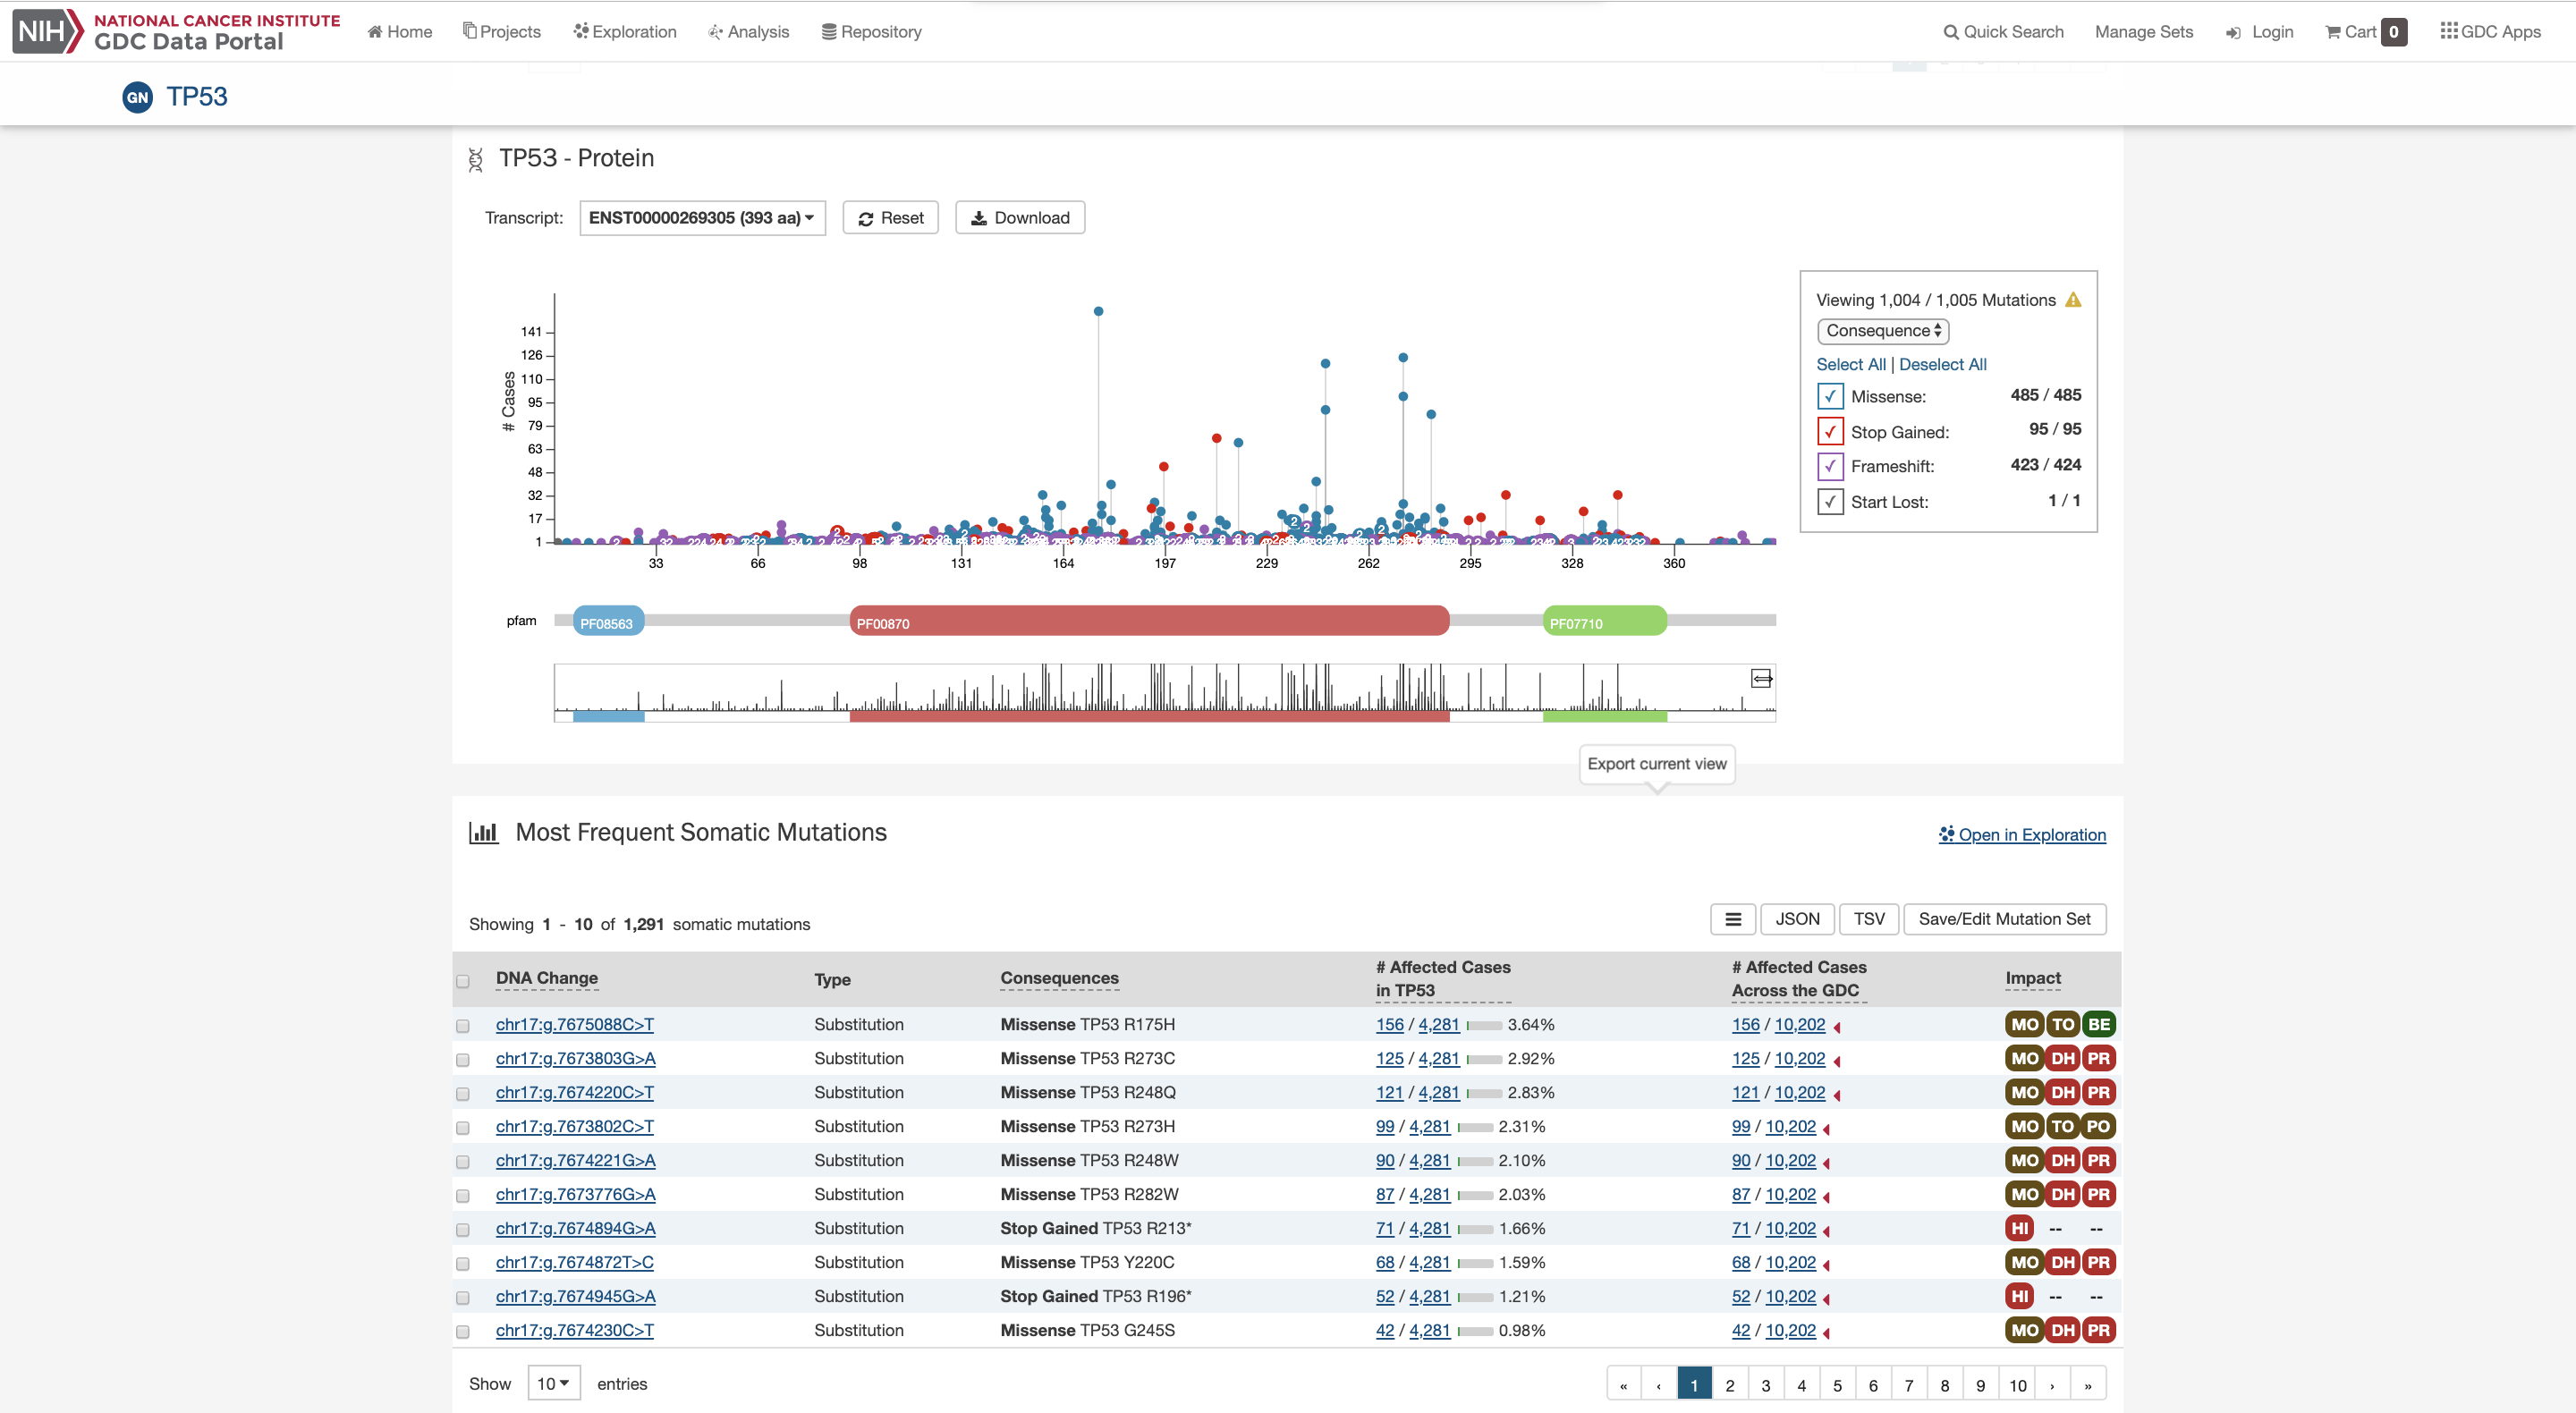 NIH NATIONAL CANCER INSTITUTE
GDC Data Portal
Home Projects Exploration Analysis Repository
Quick Search Manage Sets Login Cart 0 GDC Apps
GN TP53
TP53 - Protein
Transcript: ENST00000269305 (393 aa) Reset Download
# Cases
141
126
110
95
79
63
48
32
17
1
33 66 98 131 164 197 229 262 295 328 360
Viewing 1,004 / 1,005 Mutations
Consequence
Select All | Deselect All
Missense: 485 / 485
Stop Gained: 95 / 95
Frameshift: 423 / 424
Start Lost: 1 / 1
pfam PF08563 PF00870 PF07710
Export current view
Most Frequent Somatic Mutations
Open in Exploration
Showing 1 - 10 of 1,291 somatic mutations
JSON TSV Save/Edit Mutation Set
DNA Change Type Consequences # Affected Cases in TP53 # Affected Cases Across the GDC Impact
chr17:g.7675088C>T Substitution Missense TP53 R175H 156 / 4,281 3.64% 156 / 10,202 MO TO BE
chr17:g.7673803G>A Substitution Missense TP53 R273C 125 / 4,281 2.92% 125 / 10,202 MO DH PR
chr17:g.7674220C>T Substitution Missense TP53 R248Q 121 / 4,281 2.83% 121 / 10,202 MO DH PR
chr17:g.7673802C>T Substitution Missense TP53 R273H 99 / 4,281 2.31% 99 / 10,202 MO TO PO
chr17:g.7674221G>A Substitution Missense TP53 R248W 90 / 4,281 2.10% 90 / 10,202 MO DH PR
chr17:g.7673776G>A Substitution Missense TP53 R282W 87 / 4,281 2.03% 87 / 10,202 MO DH PR
chr17:g.7674894G>A Substitution Stop Gained TP53 R213* 71 / 4,281 1.66% 71 / 10,202 HI -- --
chr17:g.7674872T>C Substitution Missense TP53 Y220C 68 / 4,281 1.59% 68 / 10,202 MO DH PR
chr17:g.7674945G>A Substitution Stop Gained TP53 R196* 52 / 4,281 1.21% 52 / 10,202 HI -- --
chr17:g.7674230C>T Substitution Missense TP53 G245S 42 / 4,281 0.98% 42 / 10,202 MO DH PR
Show 10 entries
« ‹ 1 2 3 4 5 6 7 8 9 10 › »